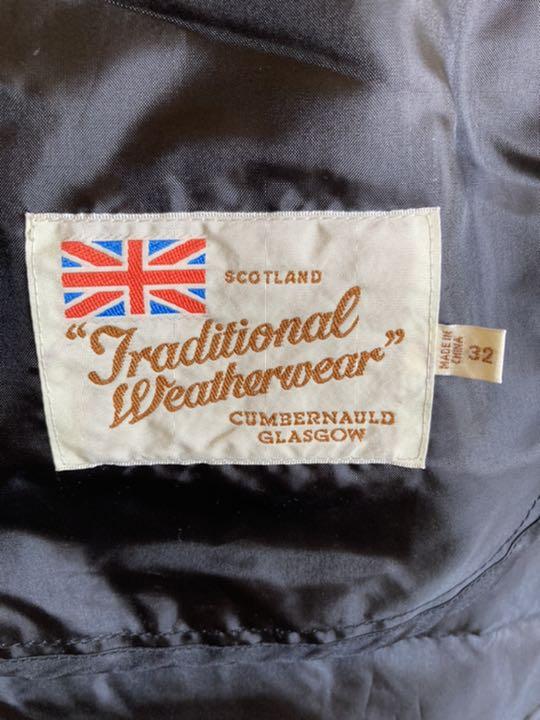 SCOTLAND
"Traditional
Weatherwear"
CUMBERNAULD
GLASGOW
MADE IN
CHINA
32